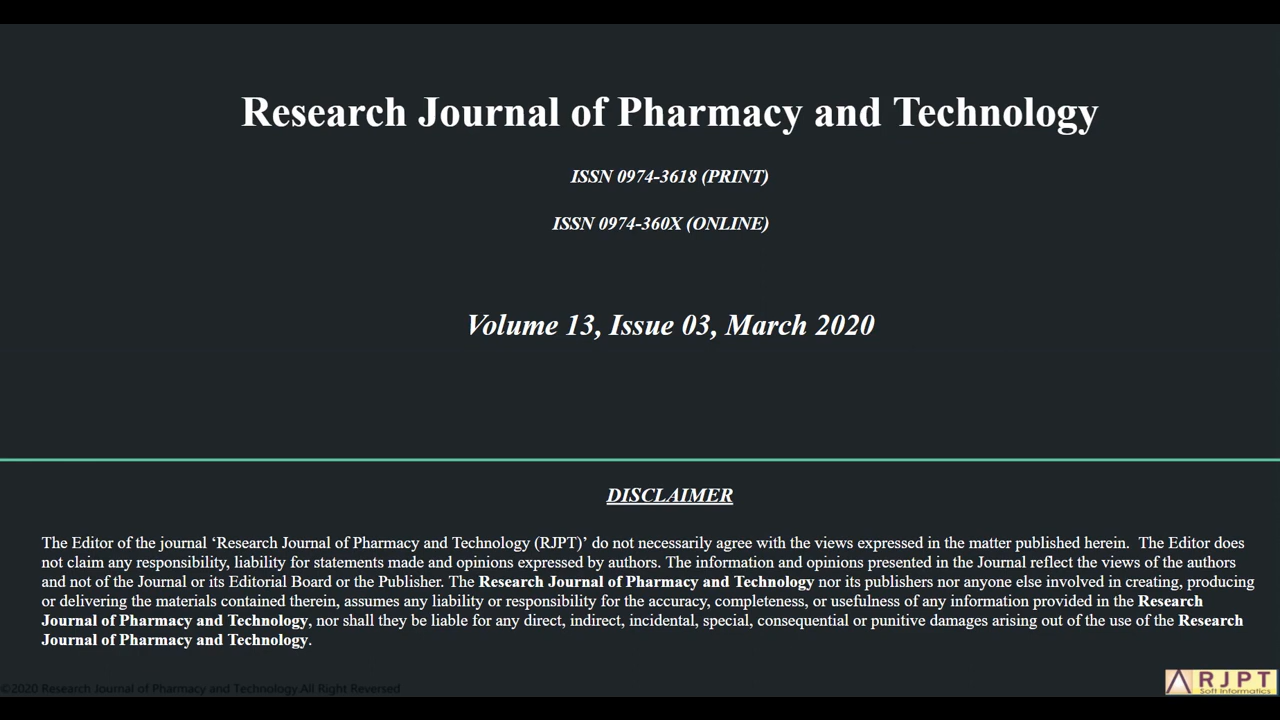 Research Journal of Pharmacy and Technology
ISSN 0974-3618 (PRINT)
ISSN 0974-360X (ONLINE)
Volume 13, Issue 03, March 2020
DISCLAIMER
The Editor of the journal ‘Research Journal of Pharmacy and Technology (RJPT)’ do not necessarily agree with the views expressed in the matter published herein. The Editor does
not claim any responsibility, liability for statements made and opinions expressed by authors. The information and opinions presented in the Journal reflect the views of the authors
and not of the Journal or its Editorial Board or the Publisher. The Research Journal of Pharmacy and Technology nor its publishers nor anyone else involved in creating, producing
or delivering the materials contained therein, assumes any liability or responsibility for the accuracy, completeness, or usefulness of any information provided in the Research
Journal of Pharmacy and Technology, nor shall they be liable for any direct, indirect, incidental, special, consequential or punitive damages arising out of the use of the Research
Journal of Pharmacy and Technology.
©2020 Research Journal of Pharmacy and Technology.All Right Reversed
RJPT
Soft Informatics